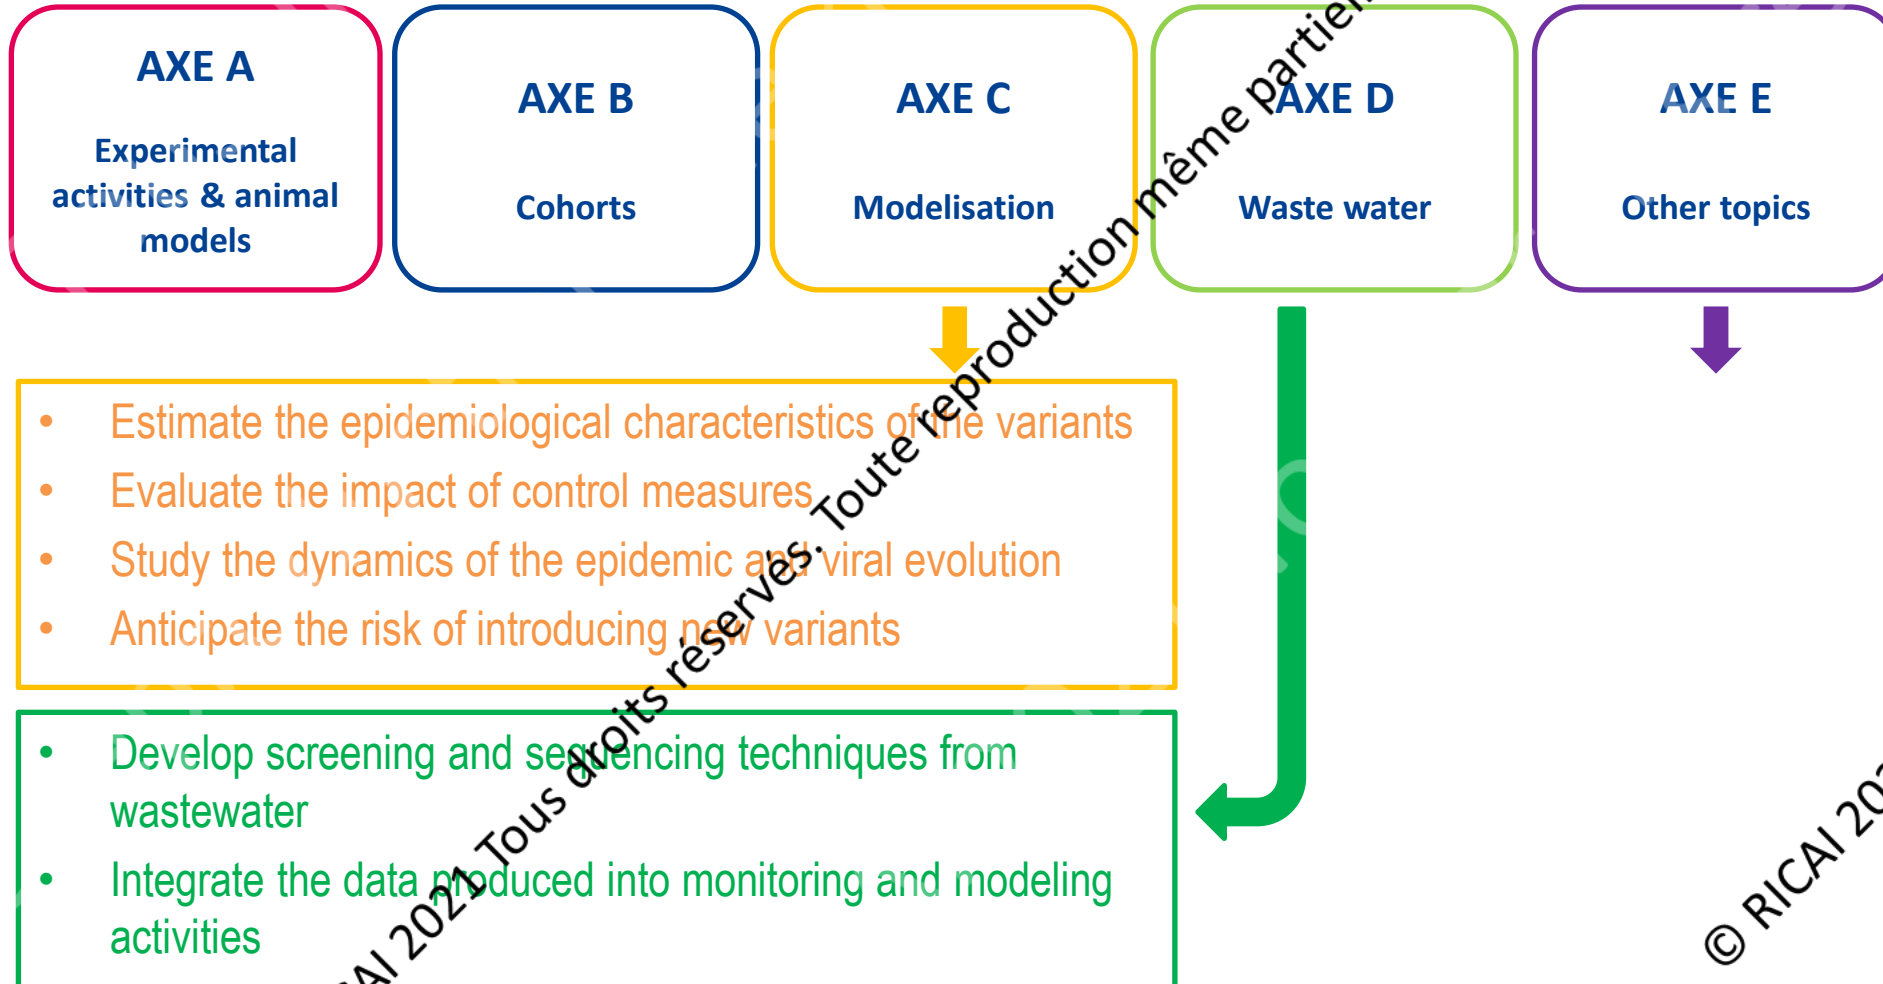 AXE A
Experimental
activities & animal
models
AXE B
Cohorts
AXE C
Modelisation
AXE D
Waste water
AXE E
Other topics
• Estimate the epidemiological characteristics of the variants
• Evaluate the impact of control measures
• Study the dynamics of the epidemic and viral evolution
• Anticipate the risk of introducing new variants
• Develop screening and sequencing techniques from
wastewater
• Integrate the data produced into monitoring and modeling
activities
2021 Tous droits réservés. Toute reproduction même
© RICAI